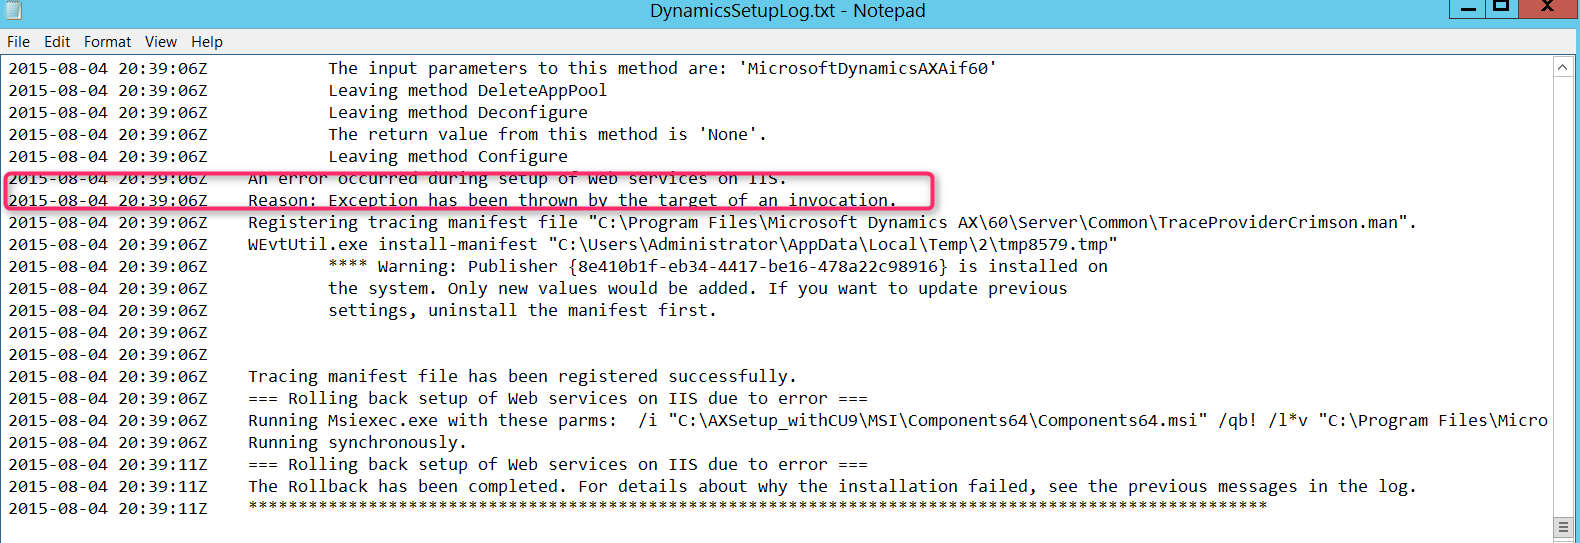 DynamicsSetupLog.txt - Notepad
File Edit Format View Help
2015-08-04 20:39:06Z The input parameters to this method are: 'MicrosoftDynamicsAXAif60'
2015-08-04 20:39:06Z Leaving method DeleteAppPool
2015-08-04 20:39:06Z Leaving method Deconfigure
2015-08-04 20:39:06Z The return value from this method is 'None'.
2015-08-04 20:39:06Z Leaving method Configure
2015-08-04 20:39:06Z An error occurred during setup of Web services on IIS.
2015-08-04 20:39:06Z Reason: Exception has been thrown by the target of an invocation.
2015-08-04 20:39:06Z Registering tracing manifest file "C:\Program Files\Microsoft Dynamics AX\60\Server\Common\TraceProviderCrimson.man".
2015-08-04 20:39:06Z WEvtUtil.exe install-manifest "C:\Users\Administrator\AppData\Local\Temp\2\tmp8579.tmp"
2015-08-04 20:39:06Z **** Warning: Publisher {8e410b1f-eb34-4417-be16-478a22c98916} is installed on
2015-08-04 20:39:06Z the system. Only new values would be added. If you want to update previous
2015-08-04 20:39:06Z settings, uninstall the manifest first.
2015-08-04 20:39:06Z
2015-08-04 20:39:06Z
2015-08-04 20:39:06Z Tracing manifest file has been registered successfully.
2015-08-04 20:39:06Z === Rolling back setup of Web services on IIS due to error ===
2015-08-04 20:39:06Z Running Msiexec.exe with these parms: /i "C:\AXSetup_withCU9\MSI\Components64\Components64.msi" /qb! /l*v "C:\Program Files\Micro
2015-08-04 20:39:06Z Running synchronously.
2015-08-04 20:39:11Z === Rolling back setup of Web services on IIS due to error ===
2015-08-04 20:39:11Z The Rollback has been completed. For details about why the installation failed, see the previous messages in the log.
2015-08-04 20:39:11Z ******************************************************************************************************